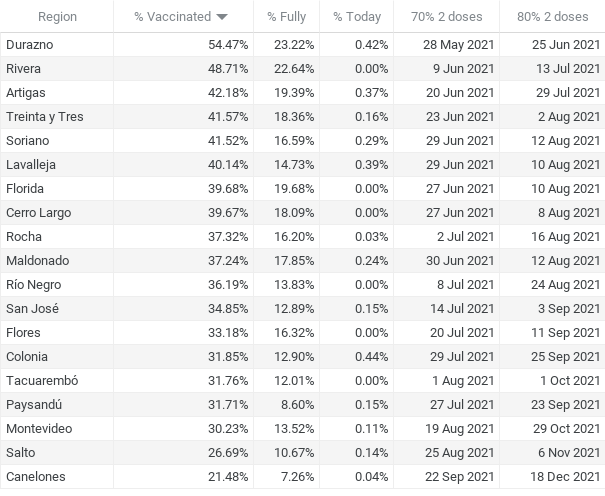 Region % Vaccinated % Fully % Today 70% 2 doses 80% 2 doses
Durazno 54.47% 23.22% 0.42% 28 May 2021 25 Jun 2021
Rivera 48.71% 22.64% 0.00% 9 Jun 2021 13 Jul 2021
Artigas 42.18% 19.39% 0.37% 20 Jun 2021 29 Jul 2021
Treinta y Tres 41.57% 18.36% 0.16% 23 Jun 2021 2 Aug 2021
Soriano 41.52% 16.59% 0.29% 29 Jun 2021 12 Aug 2021
Lavalleja 40.14% 14.73% 0.39% 29 Jun 2021 10 Aug 2021
Florida 39.68% 19.68% 0.00% 27 Jun 2021 10 Aug 2021
Cerro Largo 39.67% 18.09% 0.00% 27 Jun 2021 8 Aug 2021
Rocha 37.32% 16.20% 0.03% 2 Jul 2021 16 Aug 2021
Maldonado 37.24% 17.85% 0.24% 30 Jun 2021 12 Aug 2021
Río Negro 36.19% 13.83% 0.00% 8 Jul 2021 24 Aug 2021
San José 34.85% 12.89% 0.15% 14 Jul 2021 3 Sep 2021
Flores 33.18% 16.32% 0.00% 20 Jul 2021 11 Sep 2021
Colonia 31.85% 12.90% 0.44% 29 Jul 2021 25 Sep 2021
Tacuarembó 31.76% 12.01% 0.00% 1 Aug 2021 1 Oct 2021
Paysandú 31.71% 8.60% 0.15% 27 Jul 2021 23 Sep 2021
Montevideo 30.23% 13.52% 0.11% 19 Aug 2021 29 Oct 2021
Salto 26.69% 10.67% 0.14% 25 Aug 2021 6 Nov 2021
Canelones 21.48% 7.26% 0.04% 22 Sep 2021 18 Dec 2021